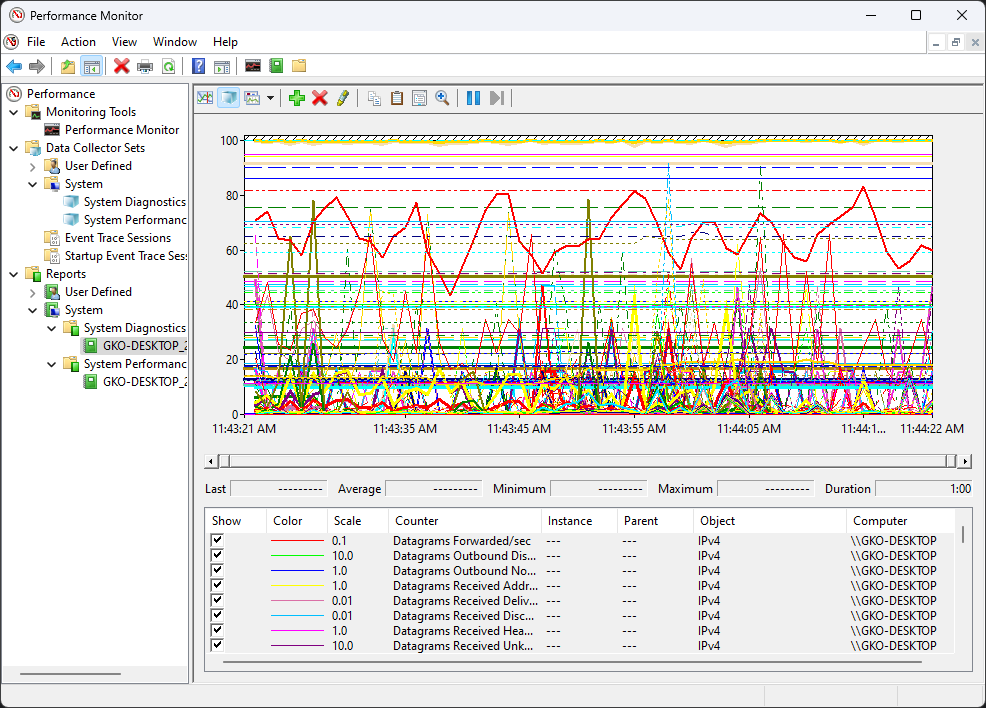 Performance Monitor
File Action View Window Help
Performance
Monitoring Tools
Performance Monitor
Data Collector Sets
User Defined
System
System Diagnostics
System Performanc
Event Trace Sessions
Startup Event Trace Ses
Reports
User Defined
System
System Diagnostics
GKO-DESKTOP_2
System Performanc
GKO-DESKTOP_2
100
80
60
40
20
0
11:43:21 AM 11:43:35 AM 11:43:45 AM 11:43:55 AM 11:44:05 AM 11:44:1... 11:44:22 AM
Last --------- Average --------- Minimum --------- Maximum --------- Duration 1:00
Show Color Scale Counter Instance Parent Object Computer
0.1 Datagrams Forwarded/sec --- --- IPv4 \\GKO-DESKTOP
10.0 Datagrams Outbound Dis... --- --- IPv4 \\GKO-DESKTOP
1.0 Datagrams Outbound No... --- --- IPv4 \\GKO-DESKTOP
1.0 Datagrams Received Addr... --- --- IPv4 \\GKO-DESKTOP
0.01 Datagrams Received Deliv... --- --- IPv4 \\GKO-DESKTOP
0.01 Datagrams Received Disc... --- --- IPv4 \\GKO-DESKTOP
1.0 Datagrams Received Hea... --- --- IPv4 \\GKO-DESKTOP
10.0 Datagrams Received Unk... --- --- IPv4 \\GKO-DESKTOP